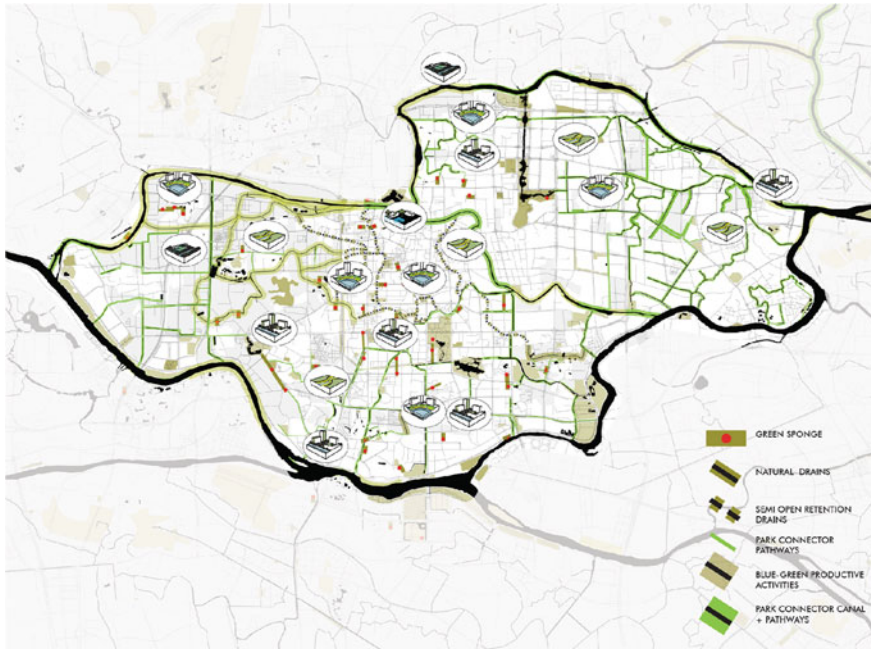 GREEN SPONGE
NATURAL DRAINS
SEMI OPEN RETENTION
DRAINS
PARK CONNECTOR
PATHWAYS
BLUE-GREEN PRODUCTIVE
ACTIVITIES
PARK CONNECTOR CANAL
+ PATHWAYS